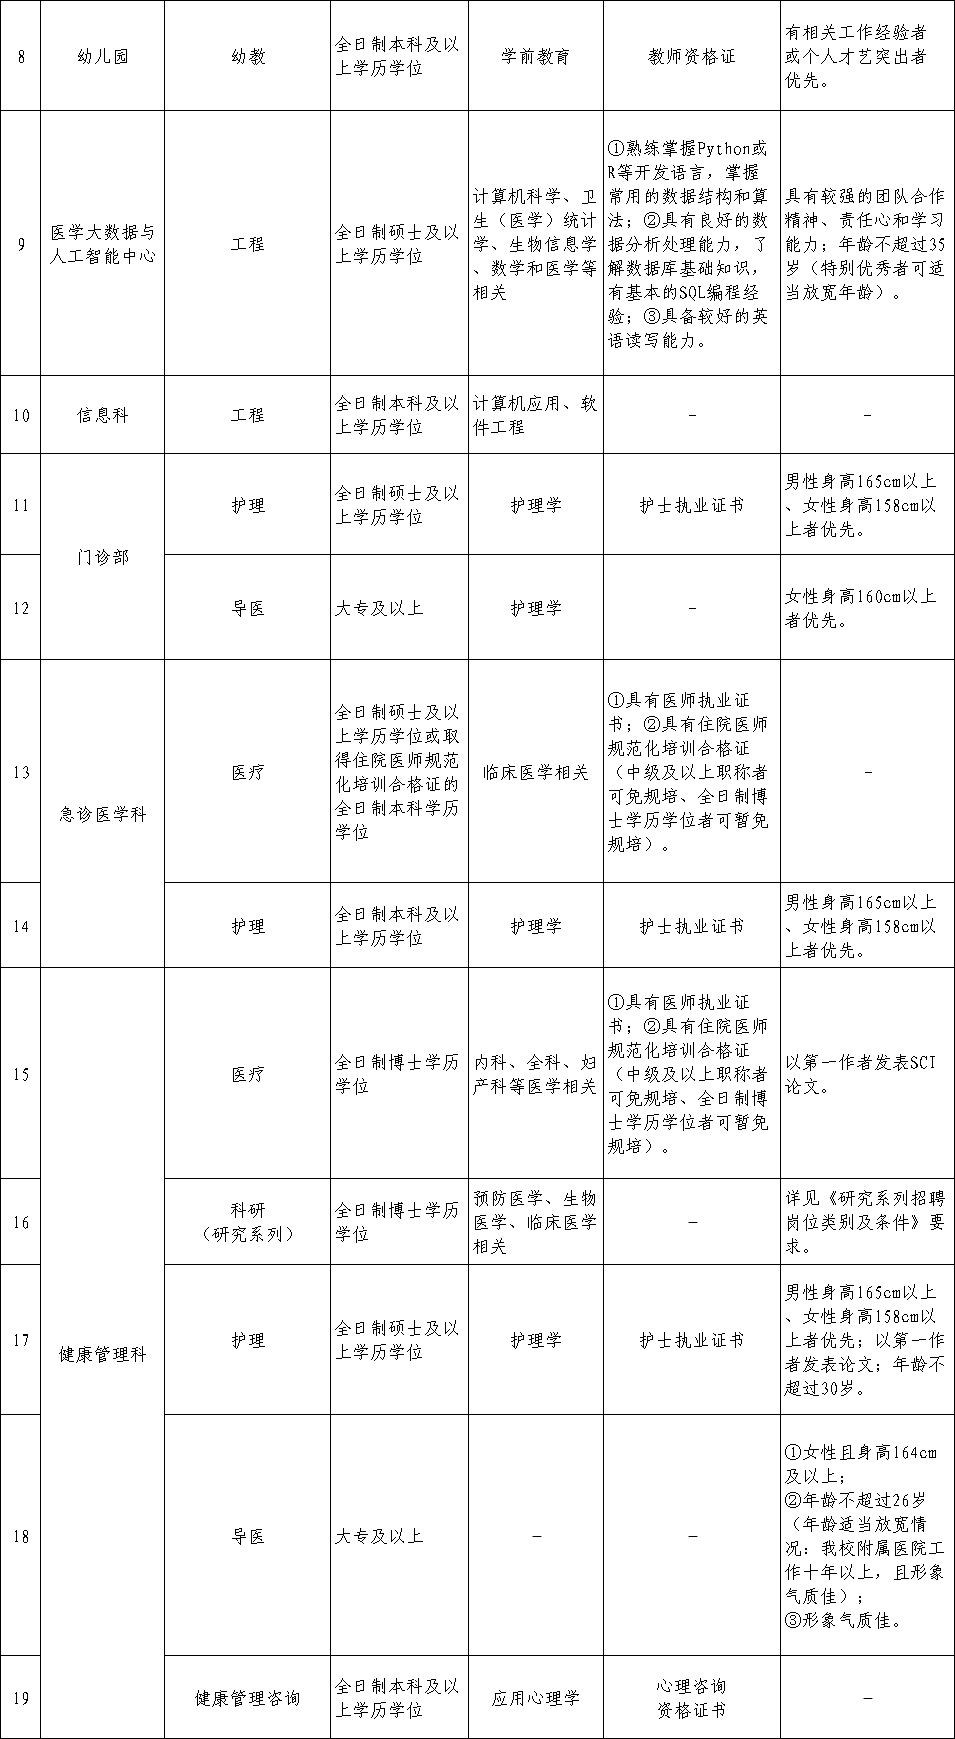 8
幼儿园
幼教
全日制本科及以
上学历学位
学前教育
教师资格证
有相关工作经验者
或个人才艺突出者
优先。
9
医学大数据与
人工智能中心
工程
全日制硕士及以
上学历学位
计算机科学、卫
生（医学）统计
学、生物信息学
、数学和医学等
相关
①熟练掌握Python或
R等开发语言，掌握
常用的数据结构和算
法；②具有良好的数
据分析处理能力，了
解数据库基础知识，
有基本的SQL编程经
验；③具备较好的英
语读写能力。
具有较强的团队合作
精神、责任心和学习
能力；年龄不超过35
岁（特别优秀者可适
当放宽年龄）。
10
信息科
工程
全日制本科及以
上学历学位
计算机应用、软
件工程
-
-
11
门诊部
护理
全日制硕士及以
上学历学位
护理学
护士执业证书
男性身高165cm以上
、女性身高158cm以
上者优先。
12
导医
大专及以上
护理学
-
女性身高160cm以上
者优先。
13
急诊医学科
医疗
全日制硕士及以
上学历学位或取
得住院医师规范
化培训合格证的
全日制本科学历
学位
临床医学相关
①具有医师执业证
书；②具有住院医师
规范化培训合格证
（中级及以上职称者
可免规培、全日制博
士学历学位者可暂免
规培）。
-
14
护理
全日制本科及以
上学历学位
护理学
护士执业证书
男性身高165cm以上
、女性身高158cm以
上者优先。
15
健康管理科
医疗
全日制博士学历
学位
内科、全科、妇
产科等医学相关
①具有医师执业证
书；②具有住院医师
规范化培训合格证
（中级及以上职称者
可免规培、全日制博
士学历学位者可暂免
规培）。
以第一作者发表SCI
论文。
16
科研
（研究系列）
全日制博士学历
学位
预防医学、生物
医学、临床医学
相关
-
详见《研究系列招聘
岗位类别及条件》要
求。
17
护理
全日制硕士及以
上学历学位
护理学
护士执业证书
男性身高165cm以上
、女性身高158cm以
上者优先；以第一作
者发表论文；年龄不
超过30岁。
18
导医
大专及以上
-
-
①女性且身高164cm
及以上；
②年龄不超过26岁
（年龄适当放宽情
况：我校附属医院工
作十年以上，且形象
气质佳）；
③形象气质佳。
19
健康管理咨询
全日制本科及以
上学历学位
应用心理学
心理咨询
资格证书
-